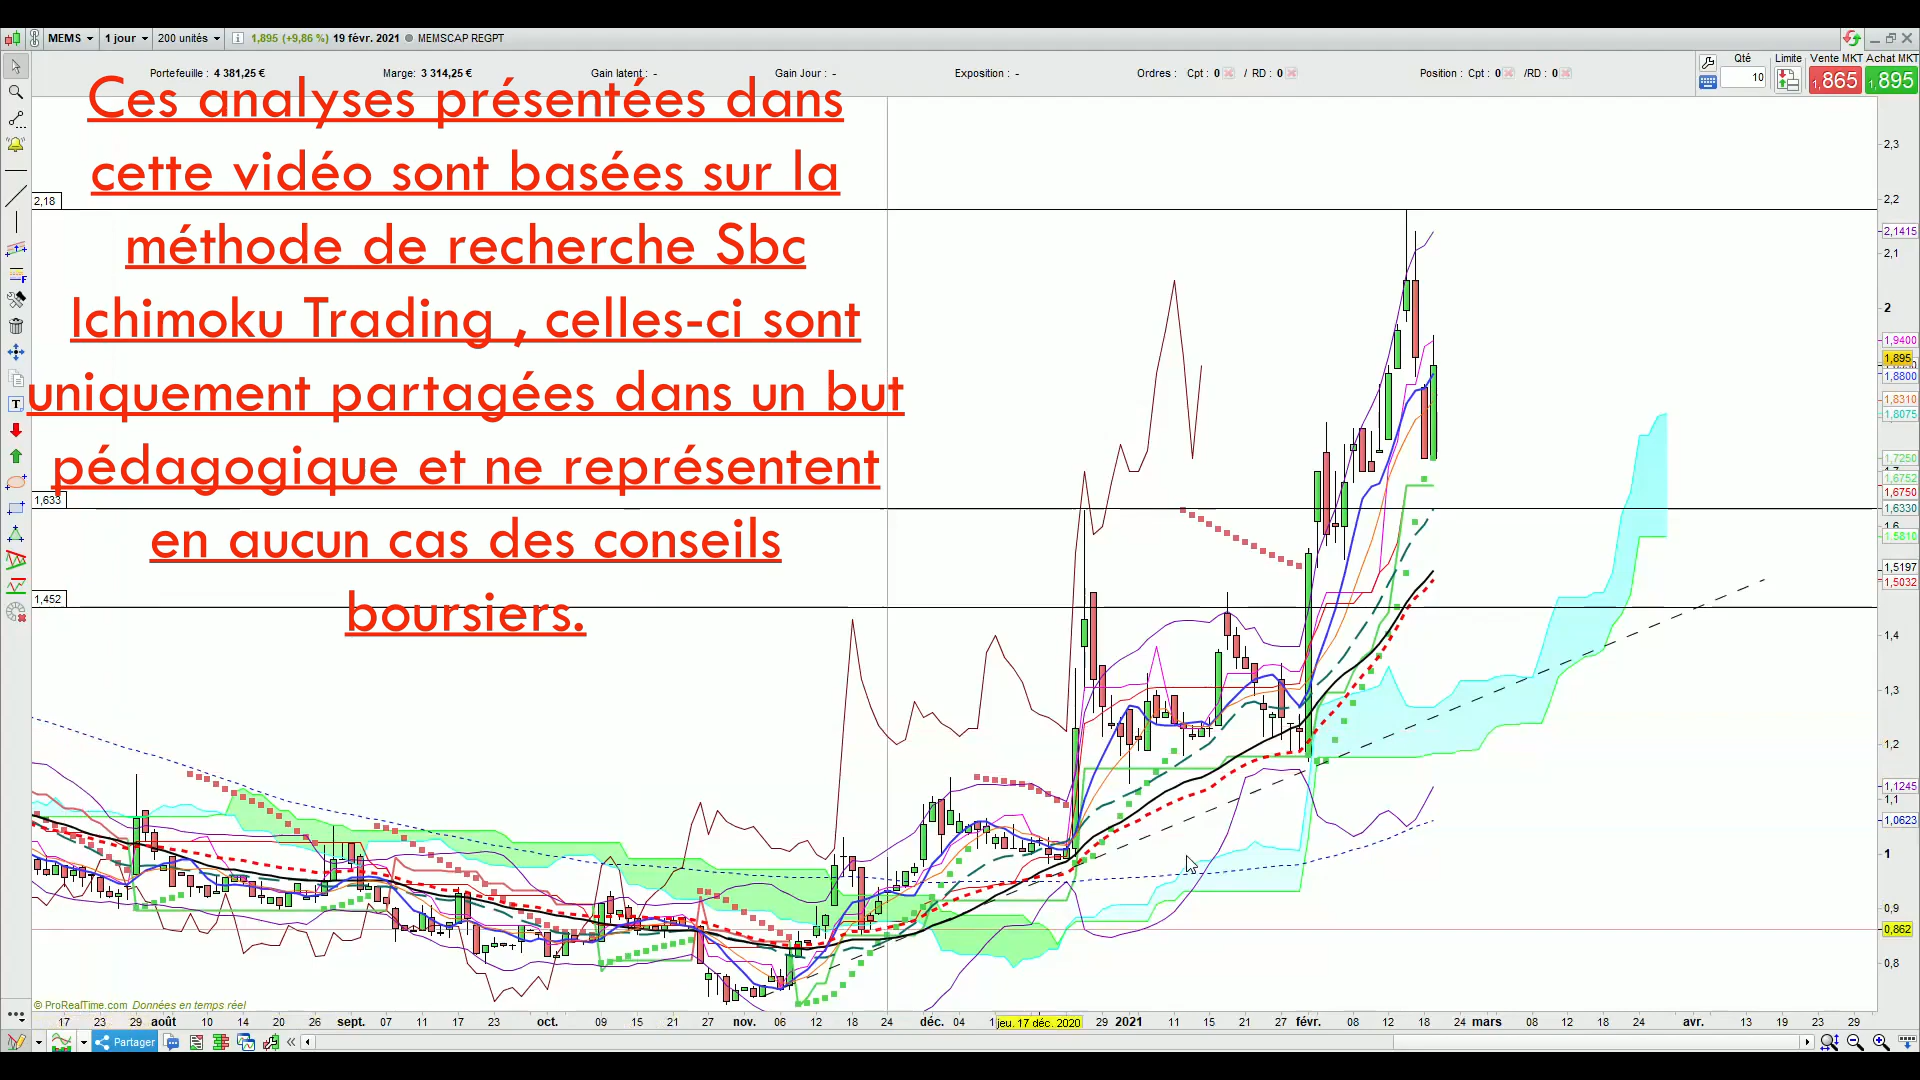 MEMS
1 jour
200 unités
1,895 (+9,86 %) 19 févr. 2021
MEMSCAP REGPT
Portefeuille : 4 381,25 €
Marge: 3 314,25 €
Gain latent : -
Gain Jour : -
Exposition : -
Ordres : Cpt : 0 / RD : 0
Position : Cpt : 0 /RD : 0
Qté
10
Limite
Vente MKT
Achat MKT
1,865
1,895
Ces analyses présentées dans
cette vidéo sont basées sur la
méthode de recherche Sbc
Ichimoku Trading , celles-ci sont
uniquement partagées dans un but
pédagogique et ne représentent
en aucun cas des conseils
boursiers.
2,18
1,633
1,452
2,3
2,2
2,1415
2,1
2
1,9400
1,895
1,8800
1,8310
1,8075
1,7250
1,6752
1,6750
1,6330
1,5810
1,5197
1,5032
1,4
1,3
1,2
1,1245
1,1
1,0623
1
0,9
0,862
0,8
© ProRealTime.com Données en temps réel
17 23 29 août 10 14 20 26 sept. 07 11 17 23 oct. 09 15 21 27 nov. 06 12 18 24 déc. 04 jeu. 17 déc. 2020 29 2021 11 15 21 27 févr. 08 12 18 24 mars 08 12 18 24 avr. 13 19 23 29
Partager